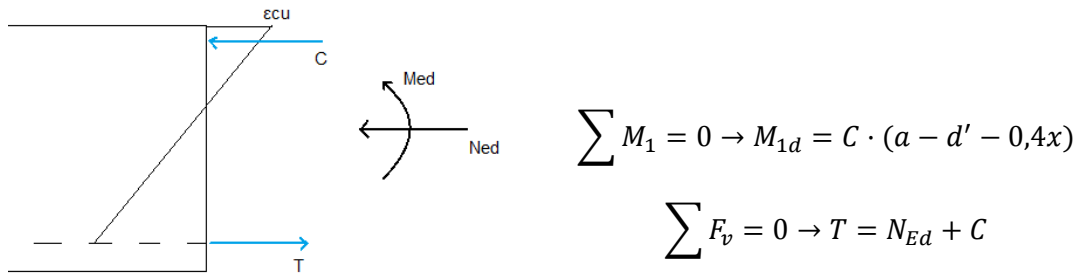 εcu
C
Med
Ned
T
∑ M₁ = 0 → M₁d = C · (a − d′ − 0,4x)
∑ Fᵥ = 0 → T = N_Ed + C